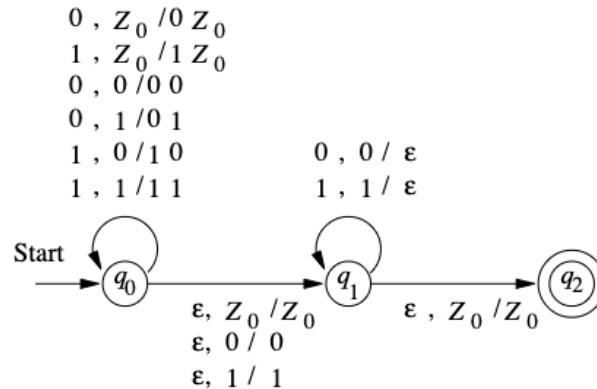 0 , Z₀ / 0 Z₀
1 , Z₀ / 1 Z₀
0 , 0 / 0 0
0 , 1 / 0 1
1 , 0 / 1 0
1 , 1 / 1 1
0 , 0 / ε
1 , 1 / ε
Start
q₀
q₁
q₂
ε, Z₀ / Z₀
ε, 0 / 0
ε, 1 / 1
ε , Z₀ / Z₀